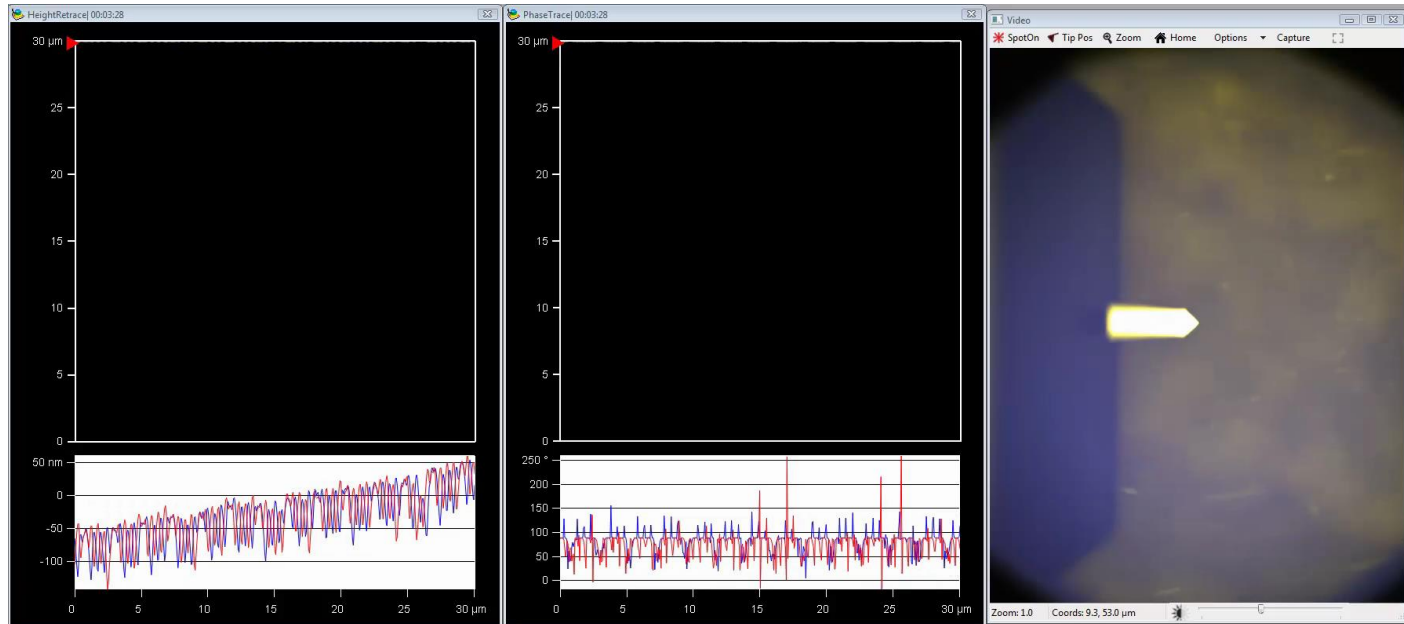 HeightRetrace| 00:03:28
30 µm
25
20
15
10
5
0
50 nm
0
-50
-100
0 5 10 15 20 25 30 µm
PhaseTrace| 00:03:28
30 µm
25
20
15
10
5
0
250 °
200
150
100
50
0
0 5 10 15 20 25 30 µm
Video
SpotOn Tip Pos Zoom Home Options Capture
Zoom: 1.0 Coords: 9.3, 53.0 µm